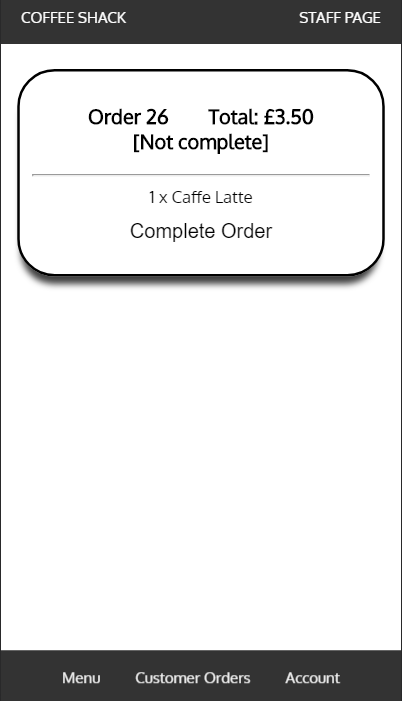 COFFEE SHACK STAFF PAGE
Order 26 Total: £3.50
[Not complete]
1 x Caffe Latte
Complete Order
Menu Customer Orders Account